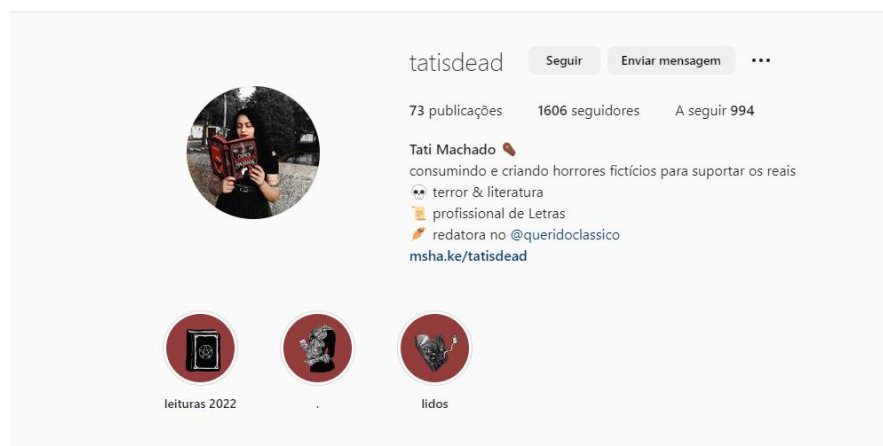 tatisdead Seguir Enviar mensagem
73 publicações 1606 seguidores A seguir 994
Tati Machado
consumindo e criando horrores fictícios para suportar os reais
terror & literatura
profissional de Letras
redatora no @queridoclassico
msha.ke/tatisdead
leituras 2022 . lidos